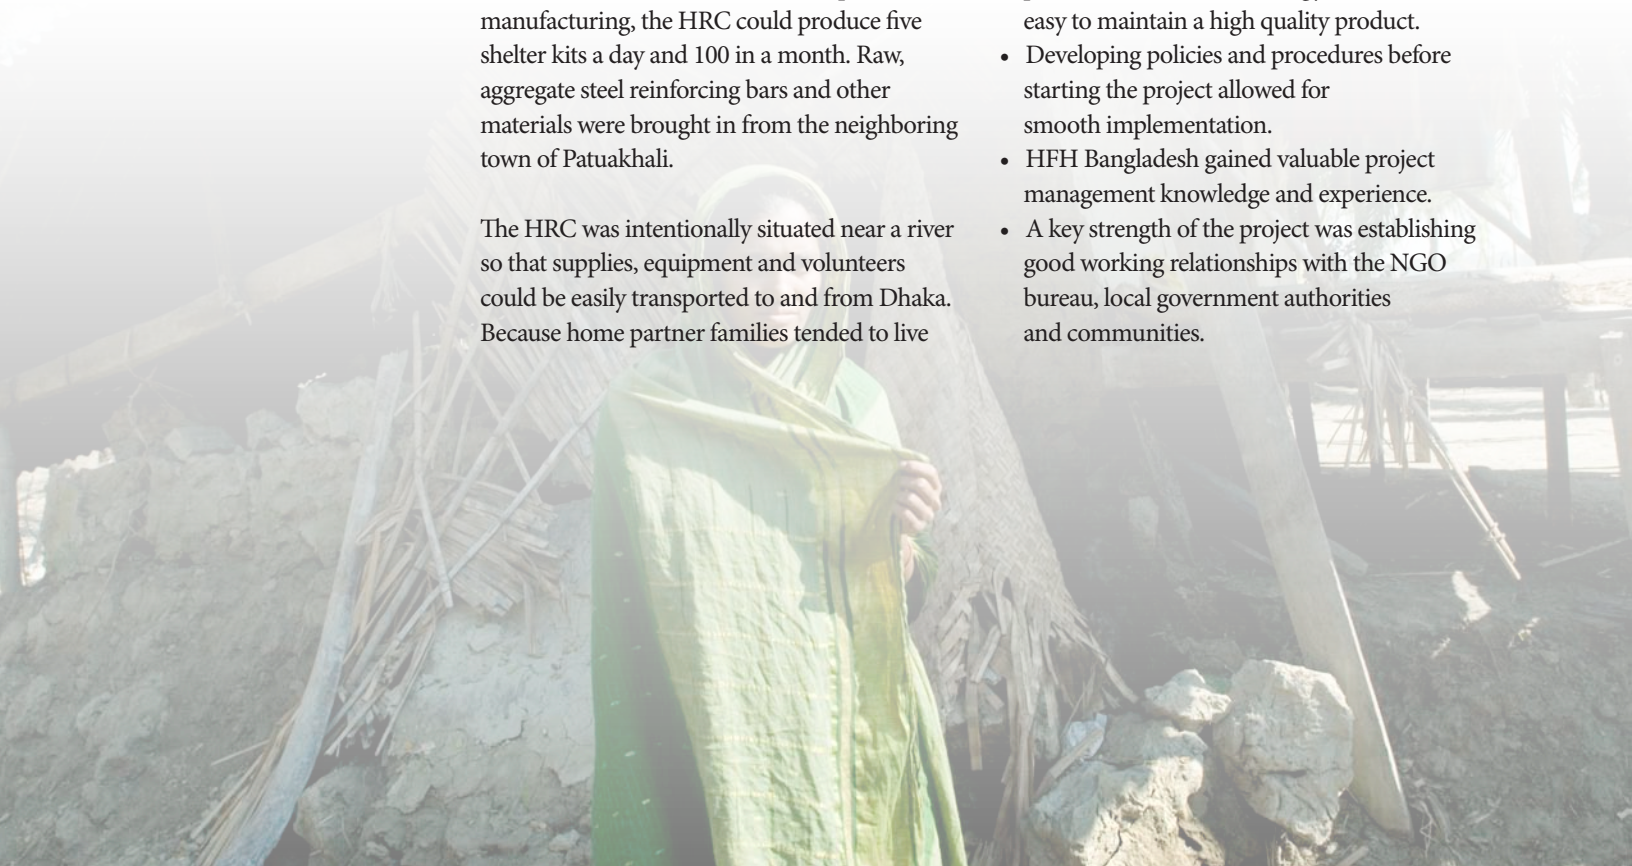 manufacturing, the HRC could produce five
shelter kits a day and 100 in a month. Raw,
aggregate steel reinforcing bars and other
materials were brought in from the neighboring
town of Patuakhali.
The HRC was intentionally situated near a river
so that supplies, equipment and volunteers
could be easily transported to and from Dhaka.
Because home partner families tended to live
easy to maintain a high quality product.
• Developing policies and procedures before
starting the project allowed for
smooth implementation.
• HFH Bangladesh gained valuable project
management knowledge and experience.
• A key strength of the project was establishing
good working relationships with the NGO
bureau, local government authorities
and communities.